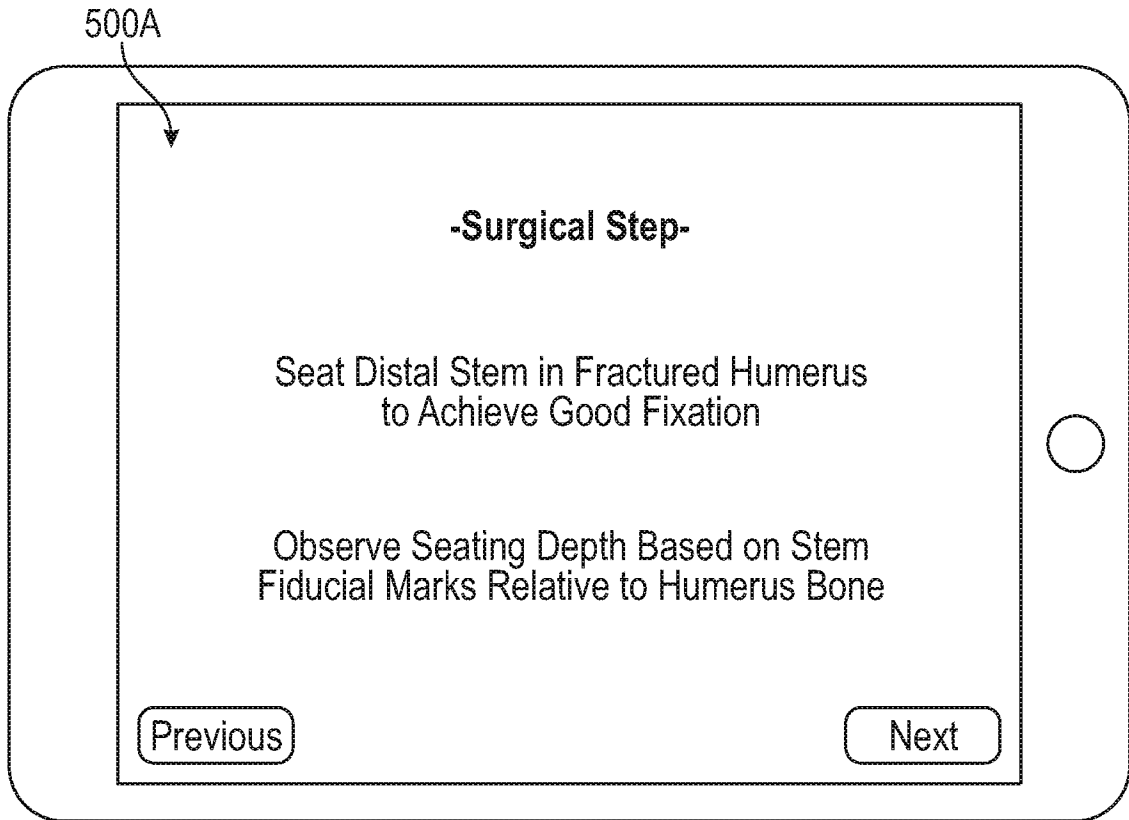 500A
-Surgical Step-
Seat Distal Stem in Fractured Humerus
to Achieve Good Fixation
Observe Seating Depth Based on Stem
Fiducial Marks Relative to Humerus Bone
Previous
Next